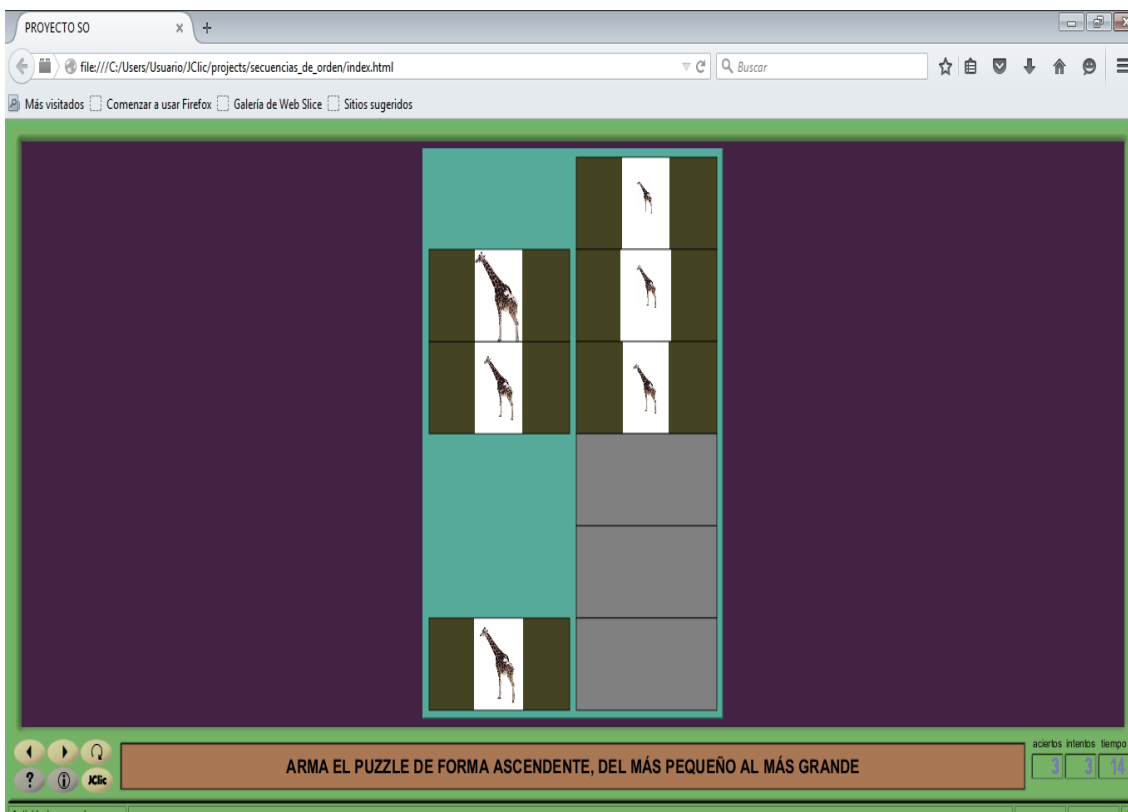 PROYECTO SO
file:///C:/Users/Usuario/JClic/projects/secuencias_de_orden/index.html
Buscar
Más visitados Comenzar a usar Firefox Galería de Web Slice Sitios sugeridos
aciertos intentos tiempo
3 3 14
ARMA EL PUZZLE DE FORMA ASCENDENTE, DEL MÁS PEQUEÑO AL MÁS GRANDE
? i JClic